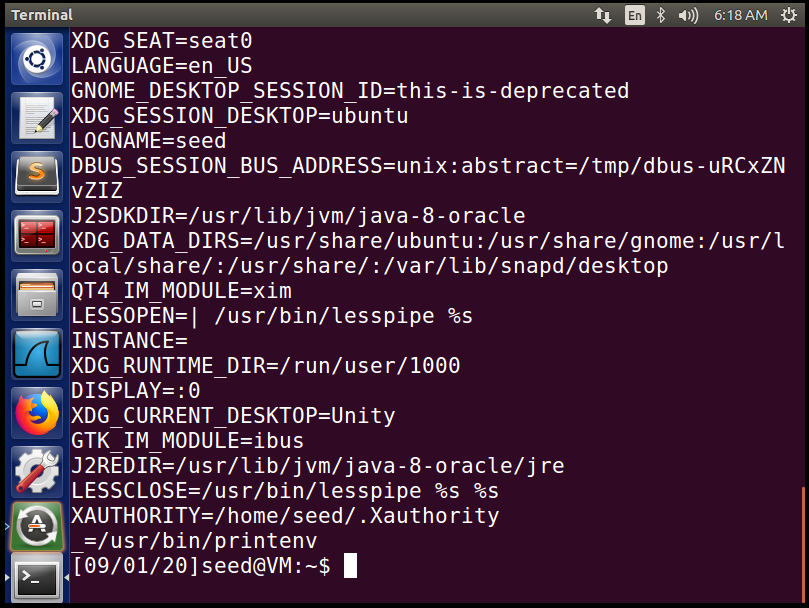 Terminal
En
6:18 AM
XDG_SEAT=seat0
LANGUAGE=en_US
GNOME_DESKTOP_SESSION_ID=this-is-deprecated
XDG_SESSION_DESKTOP=ubuntu
LOGNAME=seed
DBUS_SESSION_BUS_ADDRESS=unix:abstract=/tmp/dbus-uRCxZN
vZIZ
J2SDKDIR=/usr/lib/jvm/java-8-oracle
XDG_DATA_DIRS=/usr/share/ubuntu:/usr/share/gnome:/usr/l
ocal/share/:/usr/share/:/var/lib/snapd/desktop
QT4_IM_MODULE=xim
LESSOPEN=| /usr/bin/lesspipe %s
INSTANCE=
XDG_RUNTIME_DIR=/run/user/1000
DISPLAY=:0
XDG_CURRENT_DESKTOP=Unity
GTK_IM_MODULE=ibus
J2REDIR=/usr/lib/jvm/java-8-oracle/jre
LESSCLOSE=/usr/bin/lesspipe %s %s
XAUTHORITY=/home/seed/.Xauthority
_=/usr/bin/printenv
[09/01/20]seed@VM:~$